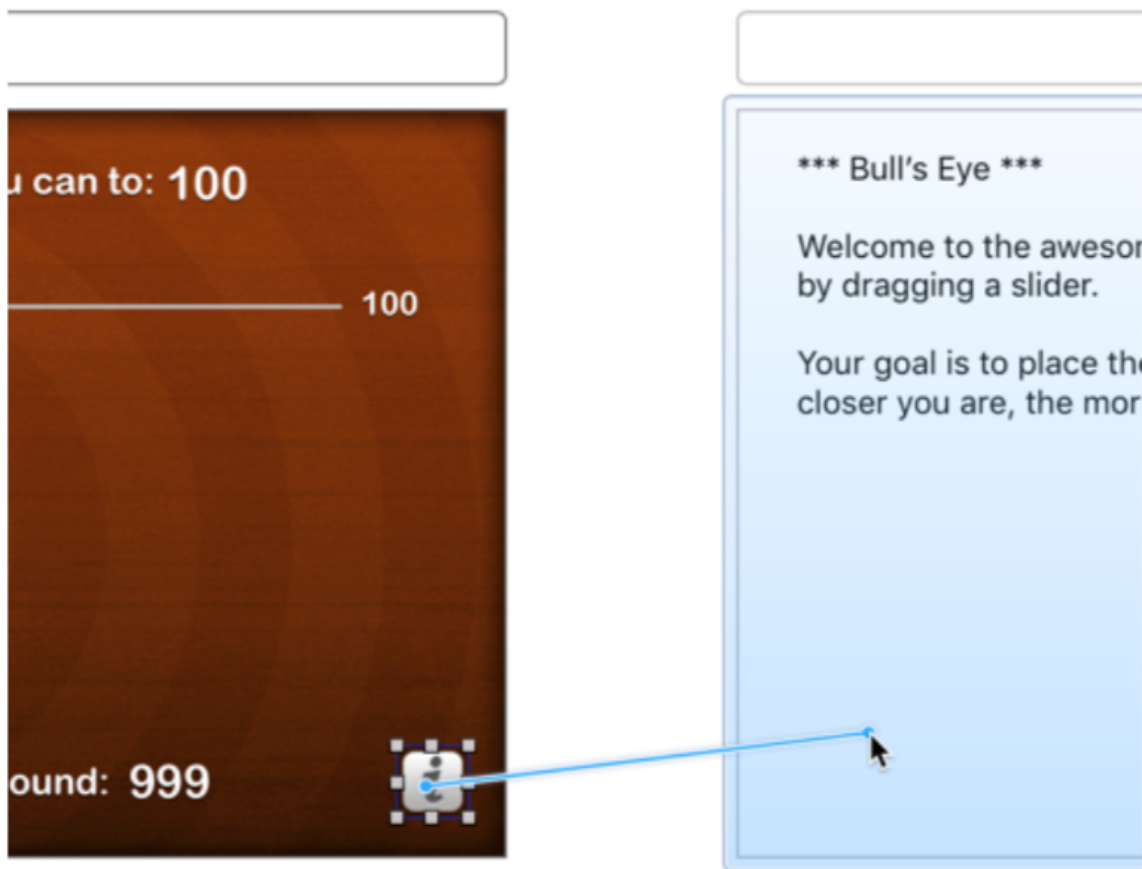 u can to: 100
100
ound: 999
*** Bull’s Eye ***
Welcome to the aweso
by dragging a slider.
Your goal is to place the
closer you are, the mor